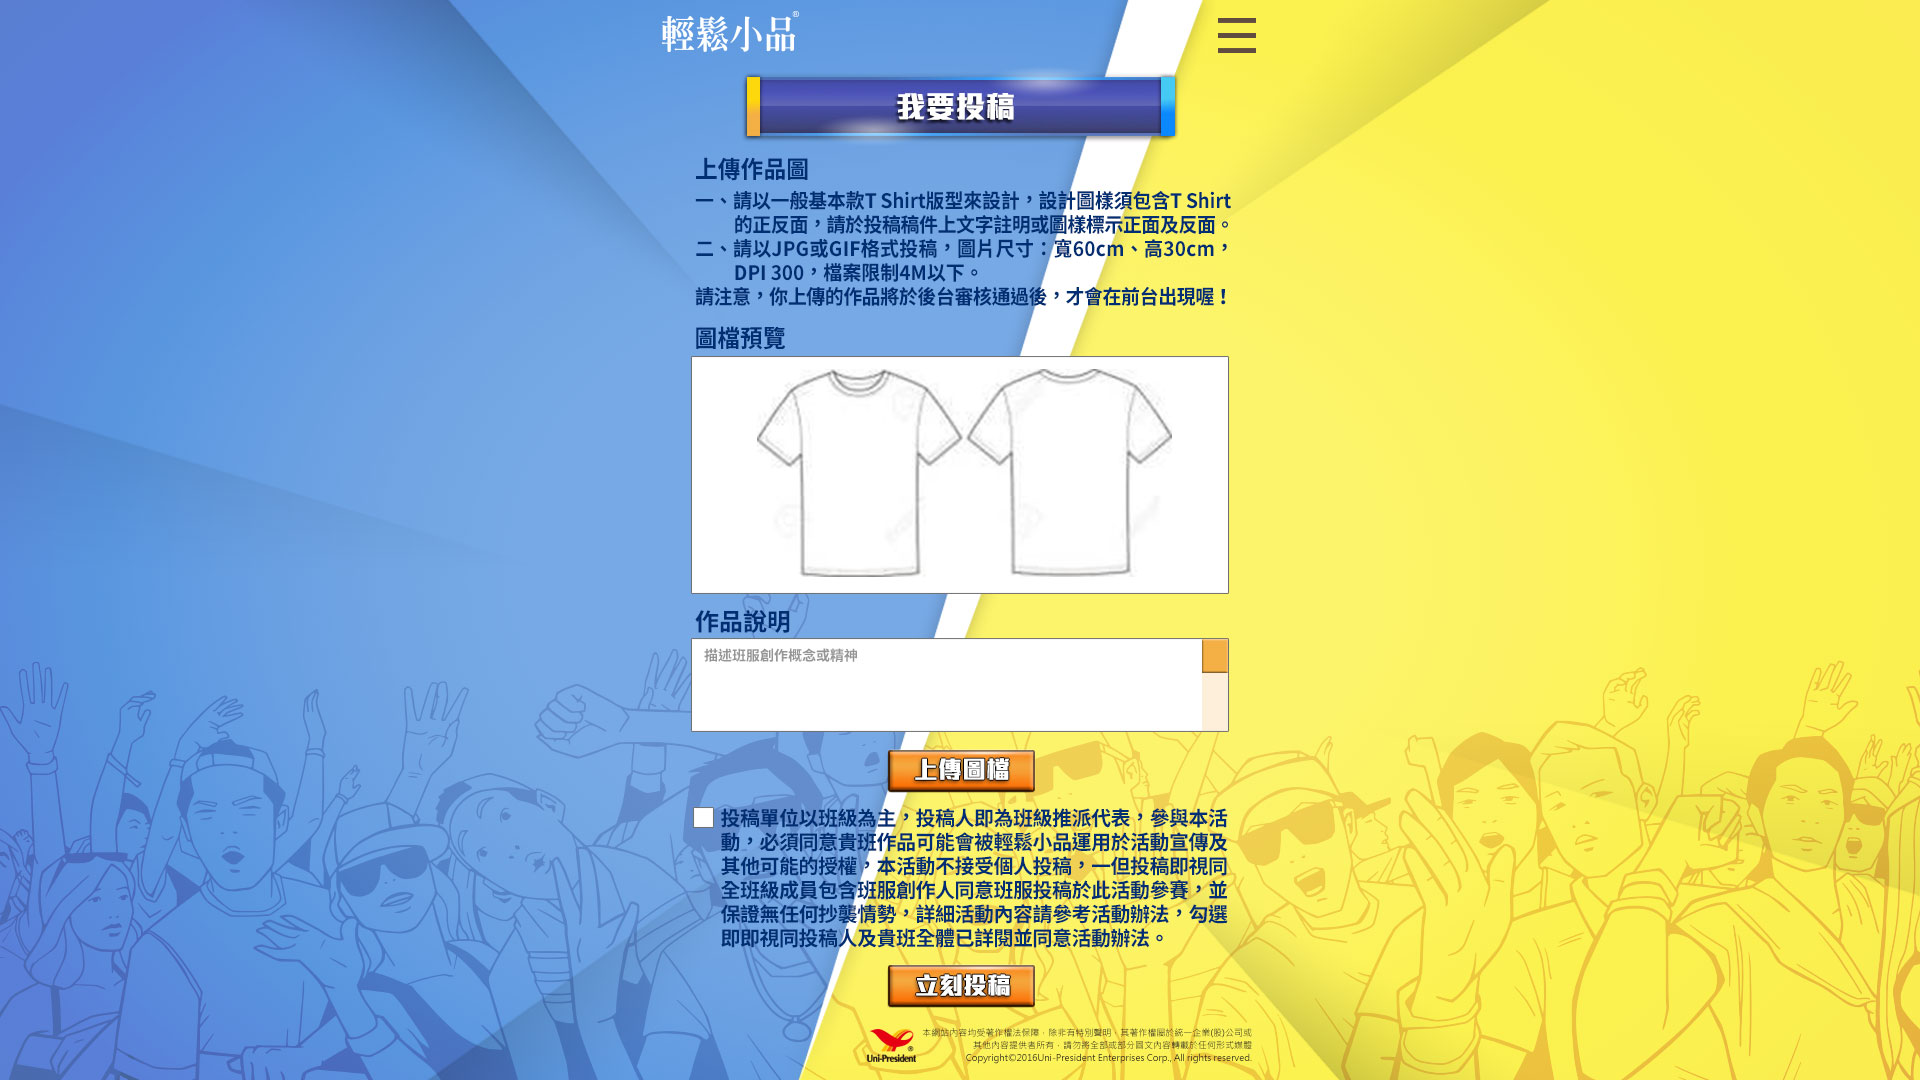 輕鬆小品®
我要投稿
上傳作品圖
一、請以一般基本款T Shirt版型來設計，設計圖樣須包含T Shirt
的正反面，請於投稿稿件上文字註明或圖樣標示正面及反面。
二、請以JPG或GIF格式投稿，圖片尺寸：寬60cm、高30cm，
DPI 300，檔案限制4M以下。
請注意，你上傳的作品將於後台審核通過後，才會在前台出現喔！
圖檔預覽
作品說明
描述班服創作概念或精神
上傳圖檔
投稿單位以班級為主，投稿人即為班級推派代表，參與本活
動，必須同意貴班作品可能會被輕鬆小品運用於活動宣傳及
其他可能的授權，本活動不接受個人投稿，一但投稿即視同
全班級成員包含班服創作人同意班服投稿於此活動參賽，並
保證無任何抄襲情勢，詳細活動內容請參考活動辦法，勾選
即即視同投稿人及貴班全體已詳閱並同意活動辦法。
立刻投稿
本網站內容均受著作權法保障．除非有特別聲明．其著作權屬於統一企業(股)公司或
其他內容提供者所有．請勿將全部或部分圖文內容轉載於任何形式媒體
Uni-President
Copyright©2016Uni-President Enterprises Corp., All rights reserved.